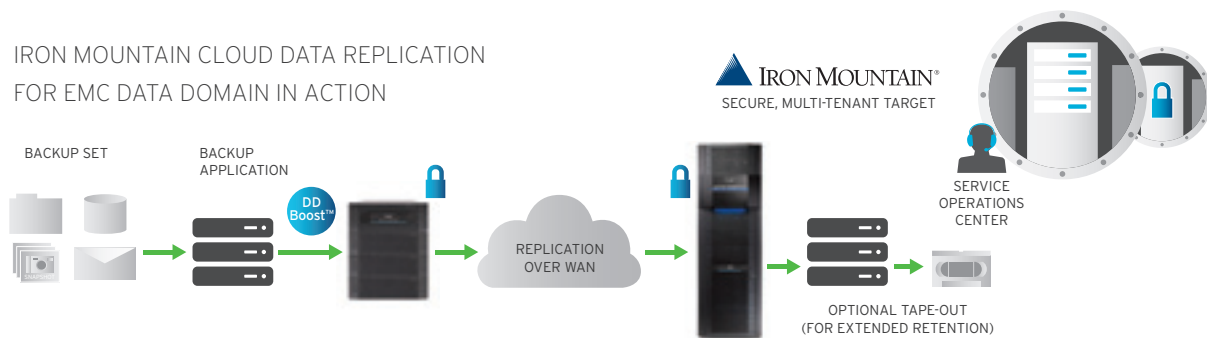 IRON MOUNTAIN CLOUD DATA REPLICATION
FOR EMC DATA DOMAIN IN ACTION
IRON MOUNTAIN®
SECURE, MULTI-TENANT TARGET
BACKUP SET
BACKUP
APPLICATION
DD
Boost™
REPLICATION
OVER WAN
SERVICE
OPERATIONS
CENTER
OPTIONAL TAPE-OUT
(FOR EXTENDED RETENTION)